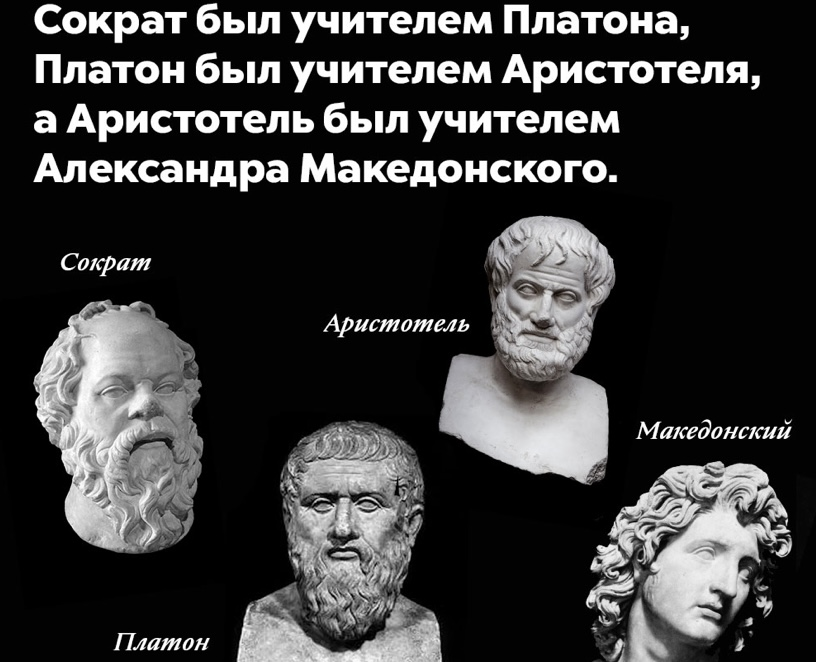 Сократ был учителем Платона,
Платон был учителем Аристотеля,
а Аристотель был учителем
Александра Македонского.
Сократ
Аристотель
Македонский
Платон